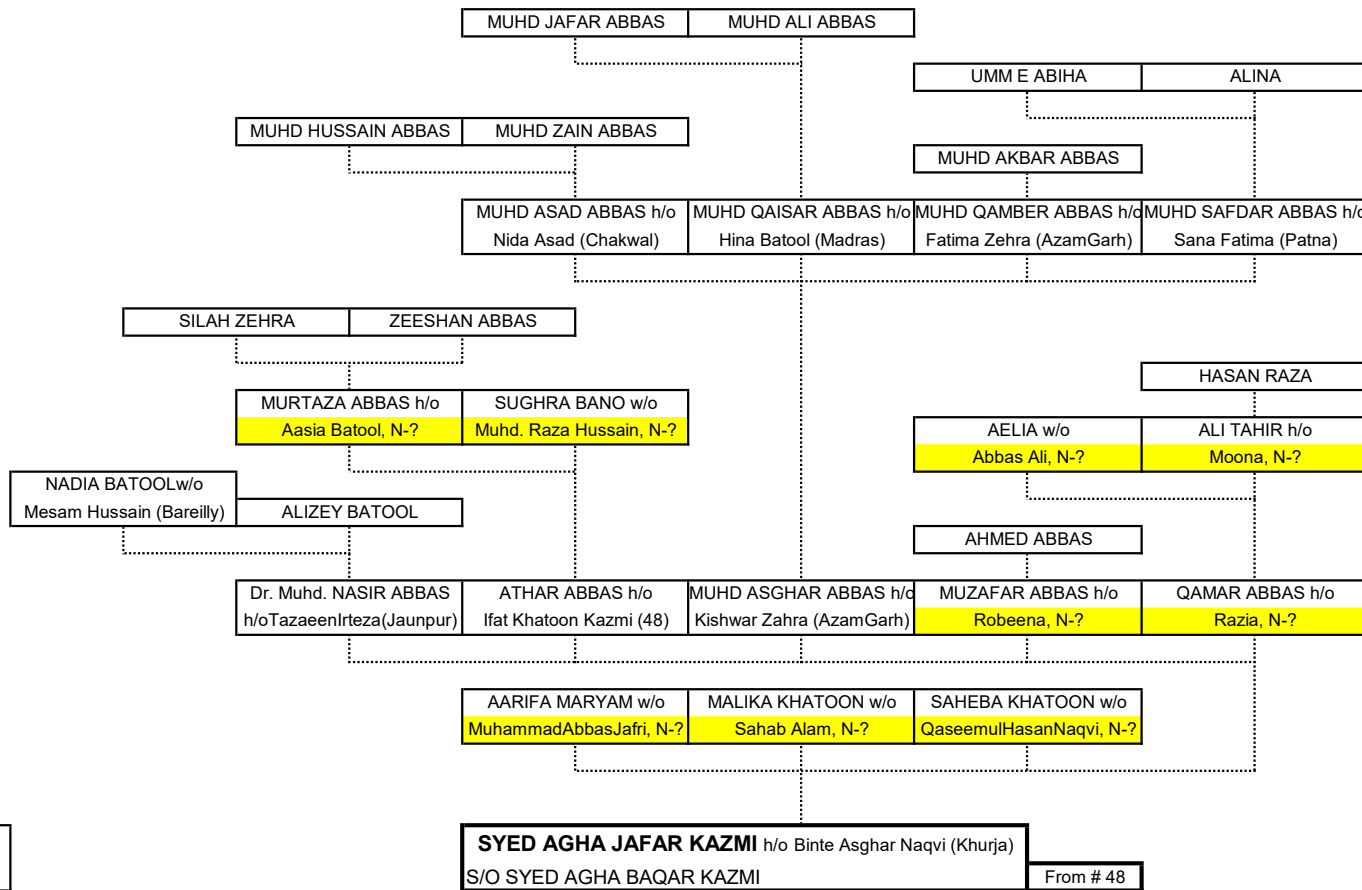 MUHD JAFAR ABBAS
MUHD ALI ABBAS
UMM E ABIHA
ALINA
MUHD HUSSAIN ABBAS
MUHD ZAIN ABBAS
MUHD AKBAR ABBAS
MUHD ASAD ABBAS h/o
Nida Asad (Chakwal)
MUHD QAISAR ABBAS h/o
Hina Batool (Madras)
MUHD QAMBER ABBAS h/o
Fatima Zehra (AzamGarh)
MUHD SAFDAR ABBAS h/o
Sana Fatima (Patna)
SILAH ZEHRA
ZEESHAN ABBAS
HASAN RAZA
MURTAZA ABBAS h/o
Aasia Batool, N-?
SUGHRA BANO w/o
Muhd. Raza Hussain, N-?
AELIA w/o
Abbas Ali, N-?
ALI TAHIR h/o
Moona, N-?
NADIA BATOOLw/o
Mesam Hussain (Bareilly)
ALIZEY BATOOL
AHMED ABBAS
Dr. Muhd. NASIR ABBAS
h/oTazaeenIrteza(Jaunpur)
ATHAR ABBAS h/o
Ifat Khatoon Kazmi (48)
MUHD ASGHAR ABBAS h/o
Kishwar Zahra (AzamGarh)
MUZAFAR ABBAS h/o
Robeena, N-?
QAMAR ABBAS h/o
Razia, N-?
AARIFA MARYAM w/o
MuhammadAbbasJafri, N-?
MALIKA KHATOON w/o
Sahab Alam, N-?
SAHEBA KHATOON w/o
QaseemulHasanNaqvi, N-?
SYED AGHA JAFAR KAZMI h/o Binte Asghar Naqvi (Khurja)
S/O SYED AGHA BAQAR KAZMI
From # 48